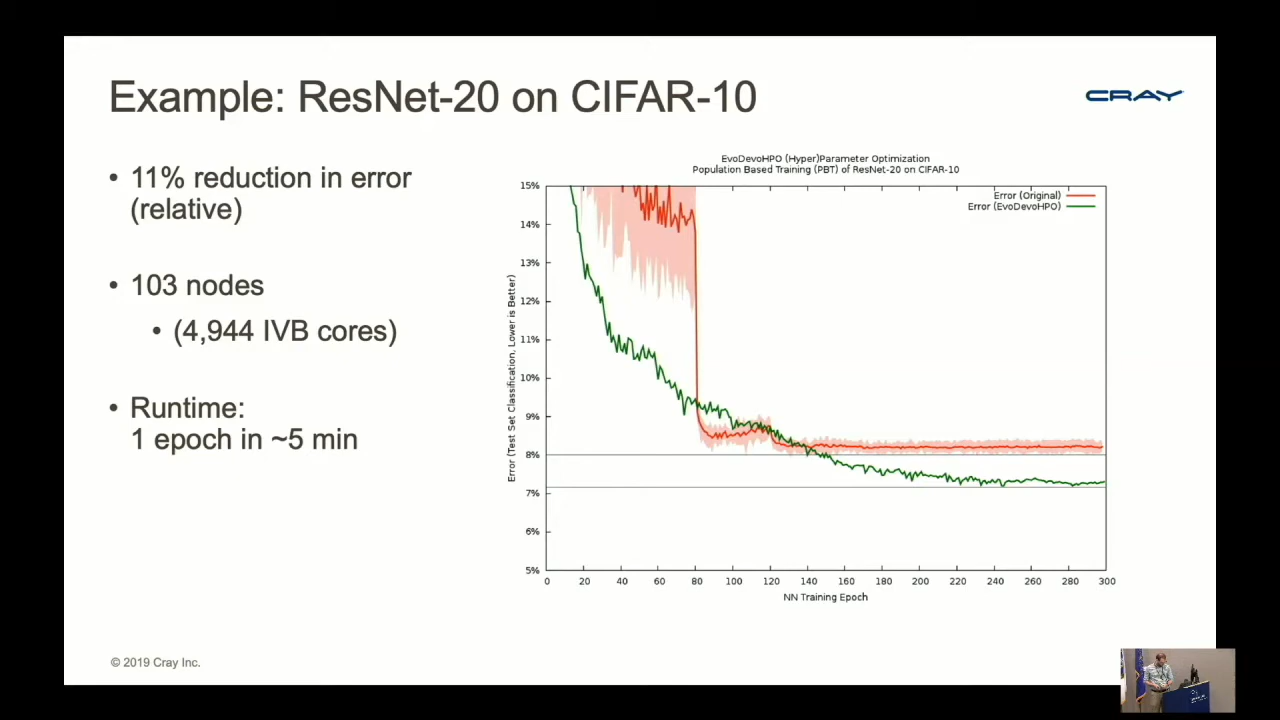 Example: ResNet-20 on CIFAR-10
CRAY
• 11% reduction in error
(relative)
• 103 nodes
• (4,944 IVB cores)
• Runtime:
1 epoch in ~5 min
EvoDevoHPO (Hyper)Parameter Optimization
Population Based Training (PBT) of ResNet-20 on CIFAR-10
Error (Original)
Error (EvoDevoHPO)
Error (Test Set Classification, Lower is Better)
15%
14%
13%
12%
11%
10%
9%
8%
7%
6%
5%
0 20 40 60 80 100 120 140 160 180 200 220 240 260 280 300
NN Training Epoch
© 2019 Cray Inc.